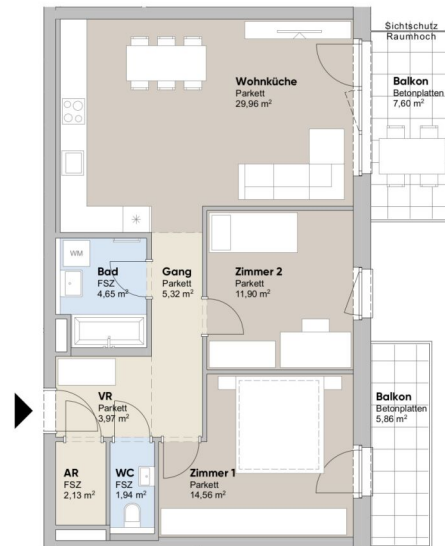 Sichtschutz
Raumhoch
Wohnküche
Parkett
29,96 m²
Balkon
Betonplatten
7,60 m²
WM
Bad
FSZ
4,65 m²
Gang
Parkett
5,32 m²
Zimmer 2
Parkett
11,90 m²
VR
Parkett
3,97 m²
Balkon
Betonplatten
5,86 m²
AR
FSZ
2,13 m²
WC
FSZ
1,94 m²
Zimmer 1
Parkett
14,56 m²